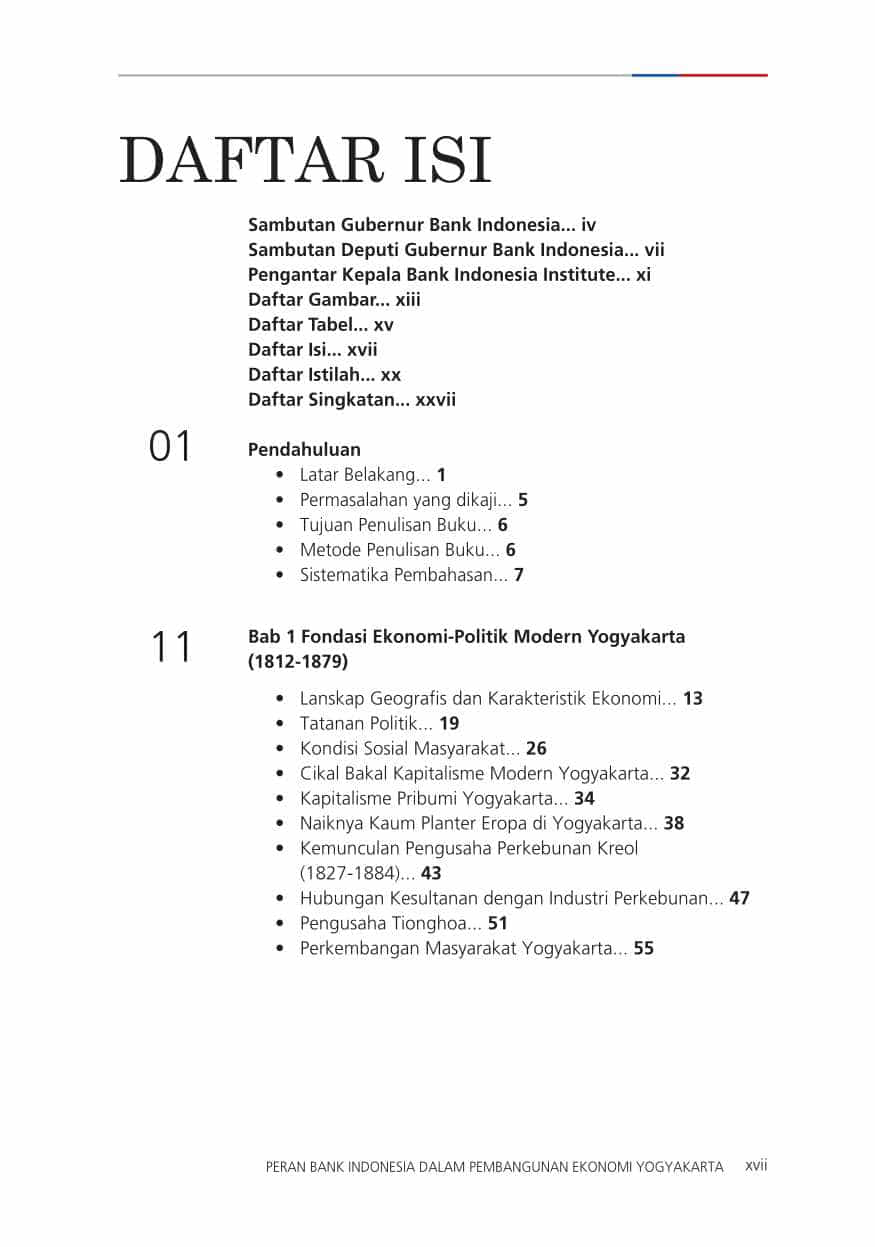 DAFTAR ISI
Sambutan Gubernur Bank Indonesia... iv
Sambutan Deputi Gubernur Bank Indonesia... vii
Pengantar Kepala Bank Indonesia Institute... xi
Daftar Gambar... xiii
Daftar Tabel... xv
Daftar Isi... xvii
Daftar Istilah... xx
Daftar Singkatan... xxvii
01 Pendahuluan
• Latar Belakang... 1
• Permasalahan yang dikaji... 5
• Tujuan Penulisan Buku... 6
• Metode Penulisan Buku... 6
• Sistematika Pembahasan... 7
11 Bab 1 Fondasi Ekonomi-Politik Modern Yogyakarta
(1812-1879)
• Lanskap Geografis dan Karakteristik Ekonomi... 13
• Tatanan Politik... 19
• Kondisi Sosial Masyarakat... 26
• Cikal Bakal Kapitalisme Modern Yogyakarta... 32
• Kapitalisme Pribumi Yogyakarta... 34
• Naiknya Kaum Planter Eropa di Yogyakarta... 38
• Kemunculan Pengusaha Perkebunan Kreol
(1827-1884)... 43
• Hubungan Kesultanan dengan Industri Perkebunan... 47
• Pengusaha Tionghoa... 51
• Perkembangan Masyarakat Yogyakarta... 55
PERAN BANK INDONESIA DALAM PEMBANGUNAN EKONOMI YOGYAKARTA xvii